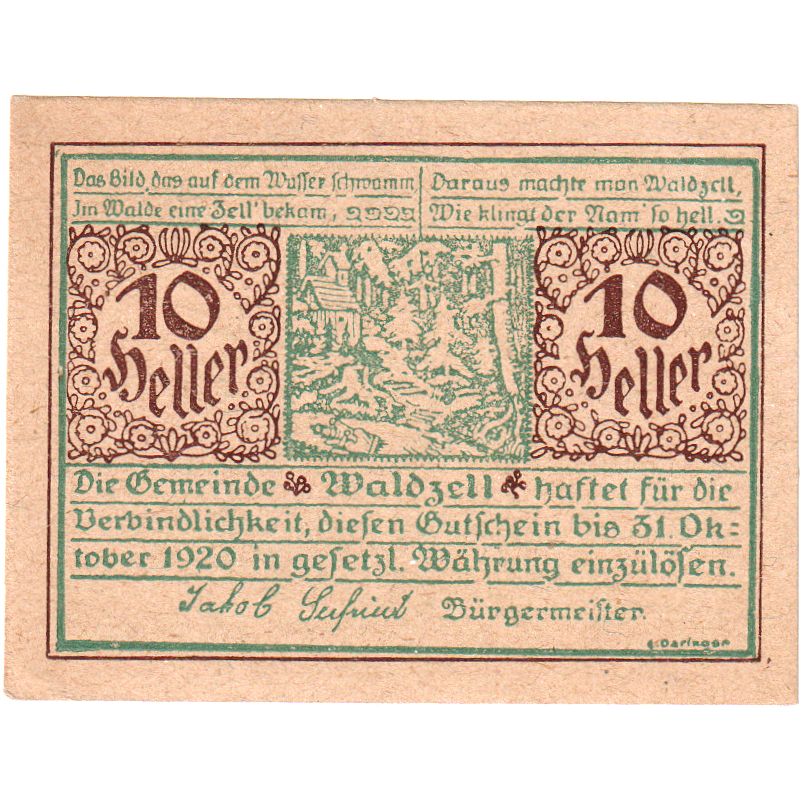 Das Bild, das auf dem Wasser schwamm
Im Walde eine Zell' bekam,
Daraus machte man Waldzell,
Wie klingt der Nam' so hell.
10
Heller
10
Heller
Die Gemeinde Waldzell haftet für die
Verbindlichkeit, diesen Gutschein bis 31. Ok=
tober 1920 in gesetzl. Währung einzulösen.
Jakob Seifried Bürgermeister.